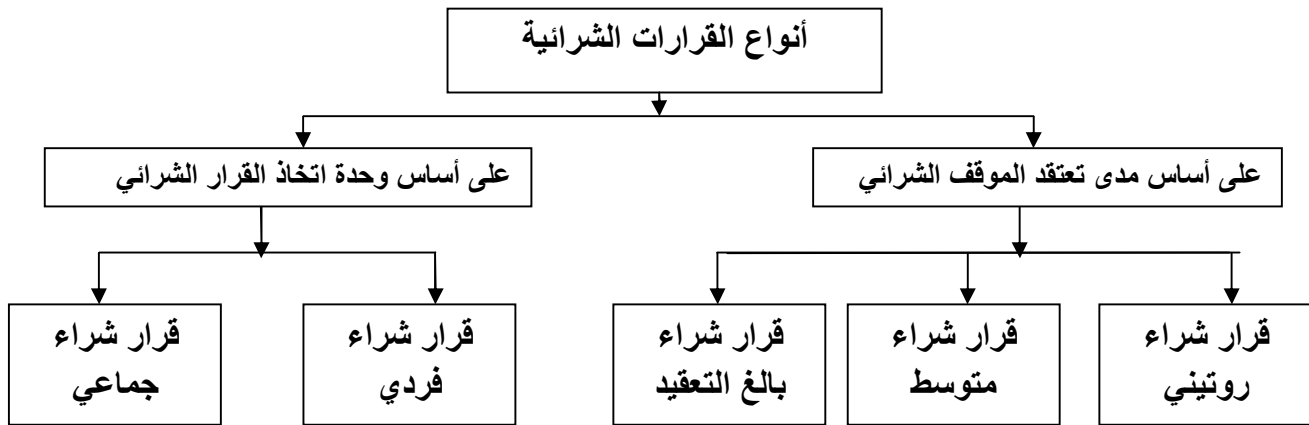 أنواع القرارات الشرائية
على أساس مدى تعتقد الموقف الشرائي
على أساس وحدة اتخاذ القرار الشرائي
قرار شراء
روتيني
قرار شراء
متوسط
قرار شراء
بالغ التعقيد
قرار شراء
فردي
قرار شراء
جماعي